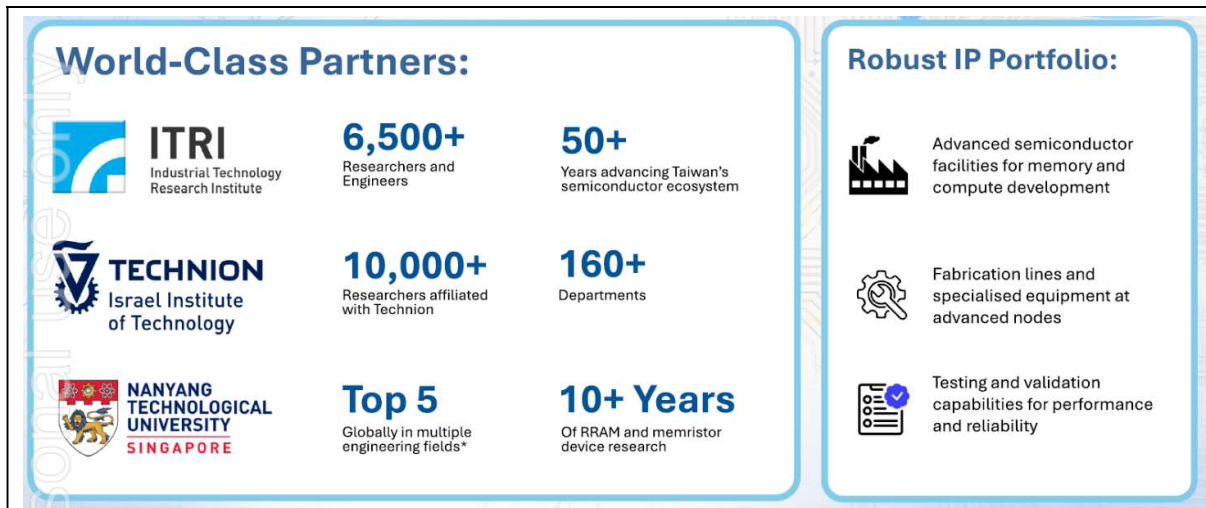 World-Class Partners:
ITRI
Industrial Technology
Research Institute
6,500+
Researchers and
Engineers
50+
Years advancing Taiwan's
semiconductor ecosystem
TECHNION
Israel Institute
of Technology
10,000+
Researchers affiliated
with Technion
160+
Departments
NANYANG
TECHNOLOGICAL
UNIVERSITY
SINGAPORE
Top 5
Globally in multiple
engineering fields*
10+ Years
Of RRAM and memristor
device research
Robust IP Portfolio:
Advanced semiconductor
facilities for memory
and compute development
Fabrication lines and
specialised equipment at
advanced nodes
Testing and validation
capabilities for performance
and reliability
sonal use only